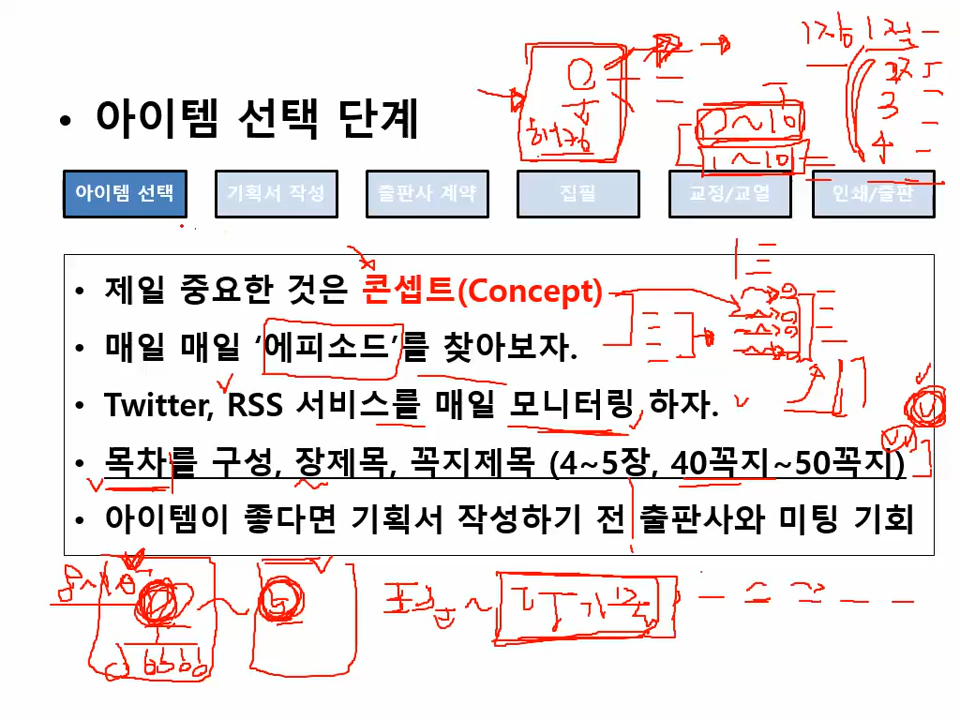 1장 1절
2
3
4
• 아이템 선택 단계
2~10
1~10
아이템 선택 기획서 작성 출판사 계약 집필 교정/교열 인쇄/출판
• 제일 중요한 것은 콘셉트(Concept)
• 매일 매일 ‘에피소드’를 찾아보자.
• Twitter, RSS 서비스를 매일 모니터링 하자.
• 목차를 구성, 장제목, 꼭지제목 (4~5장, 40꼭지~50꼭지)
• 아이템이 좋다면 기획서 작성하기 전 출판사와 미팅 기회